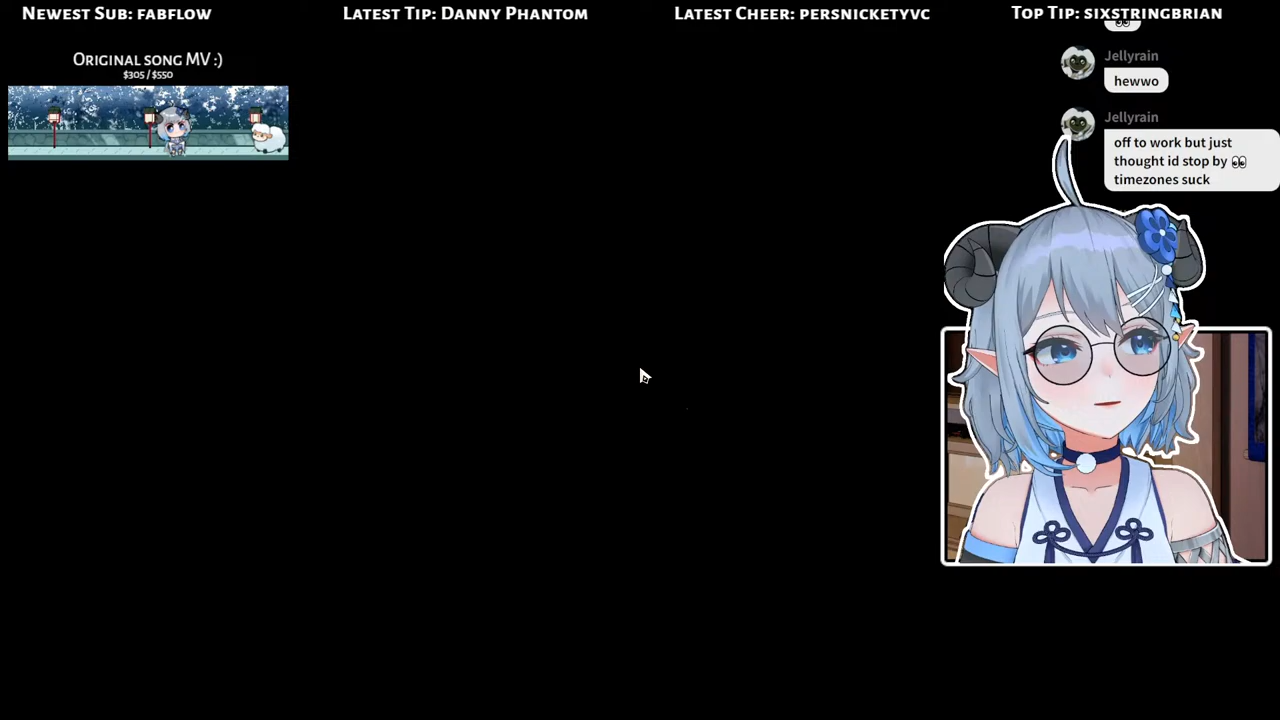 Newest Sub: fabflow
Latest Tip: Danny Phantom
Latest Cheer: persnicketyvc
Top Tip: sixstringbrian
Original song MV :)
$305 / $550
Jellyrain
hewwo
Jellyrain
off to work but just
thought id stop by 👀
timezones suck